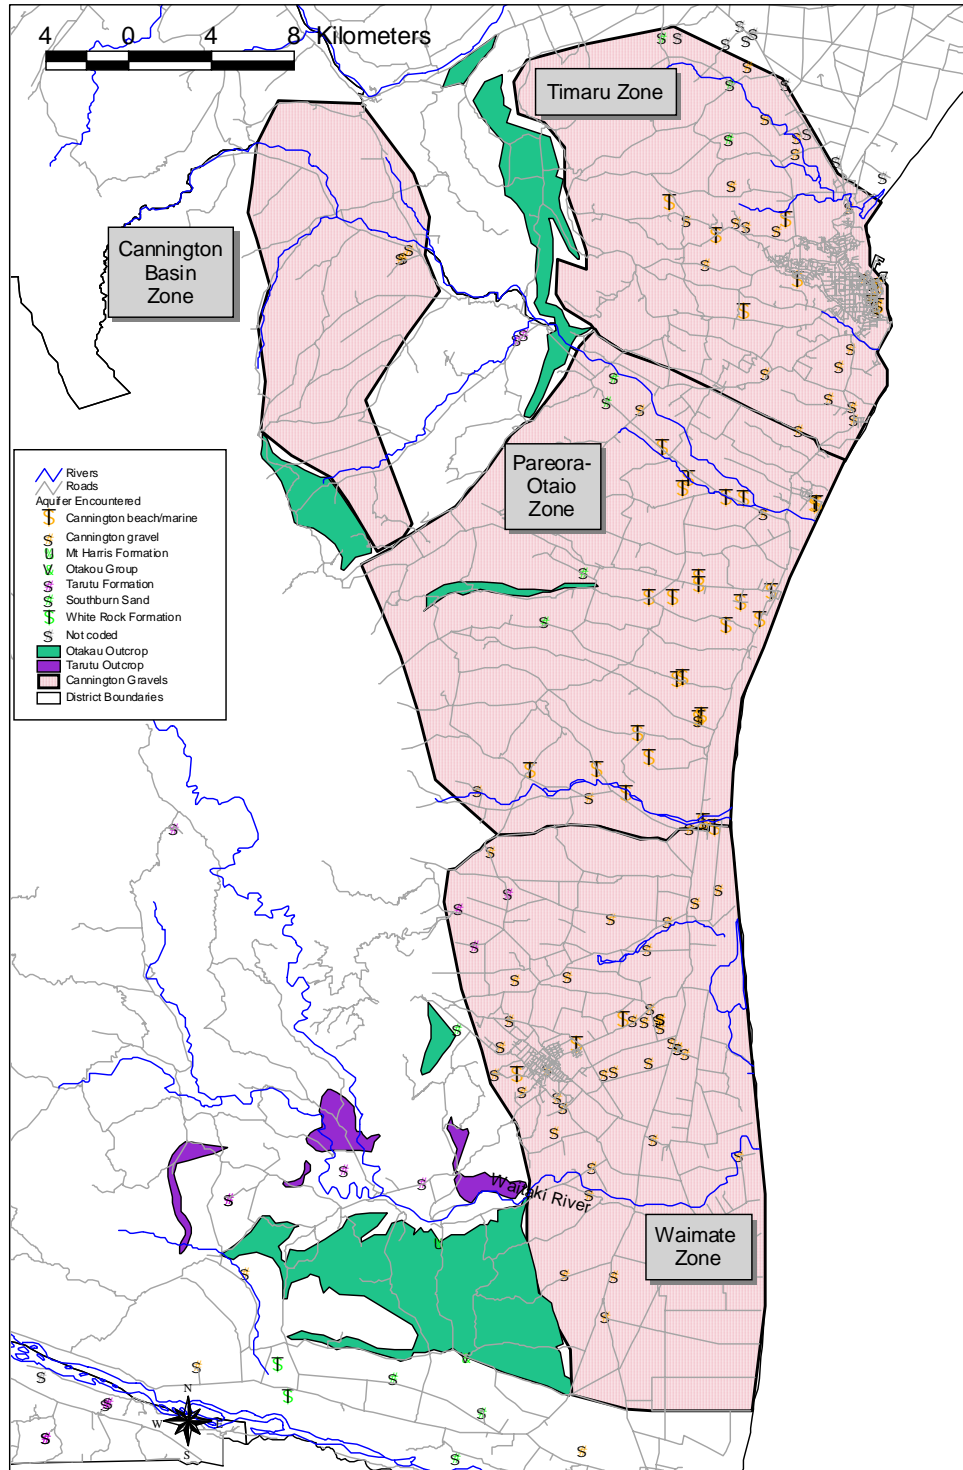 4 0 4 8 Kilometers
Timaru Zone
Cannington
Basin
Zone
Pareora-
Otaio
Zone
Rivers
Roads
Aquifer Encountered
Cannington beach/marine
Cannington gravel
Mt Harris Formation
Otakou Group
Tarutu Formation
Southburn Sand
White Rock Formation
Not coded
Otakau Outcrop
Tarutu Outcrop
Cannington Gravels
District Boundaries
Waitaki River
Waimate
Zone
N
W E
S